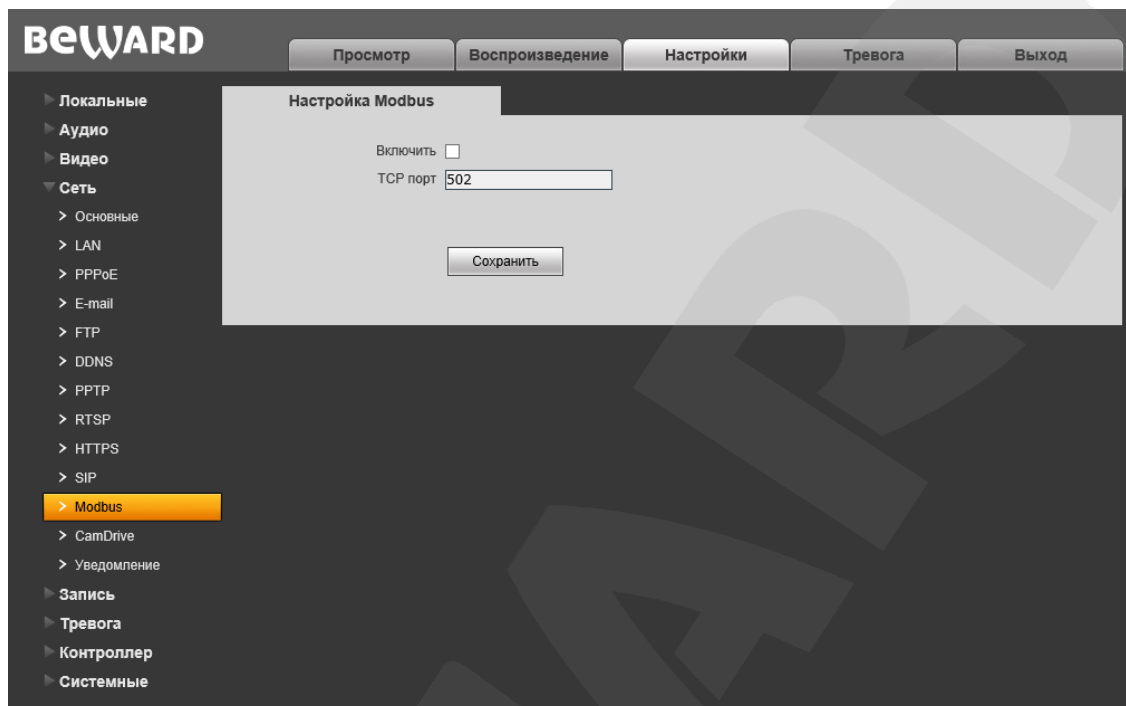 BEWARD
Просмотр
Воспроизведение
Настройки
Тревога
Выход
Локальные
Аудио
Видео
Сеть
Основные
LAN
PPPoE
E-mail
FTP
DDNS
PPTP
RTSP
HTTPS
SIP
Modbus
CamDrive
Уведомление
Запись
Тревога
Контроллер
Системные
Настройка Modbus
Включить
TCP порт 502
Сохранить